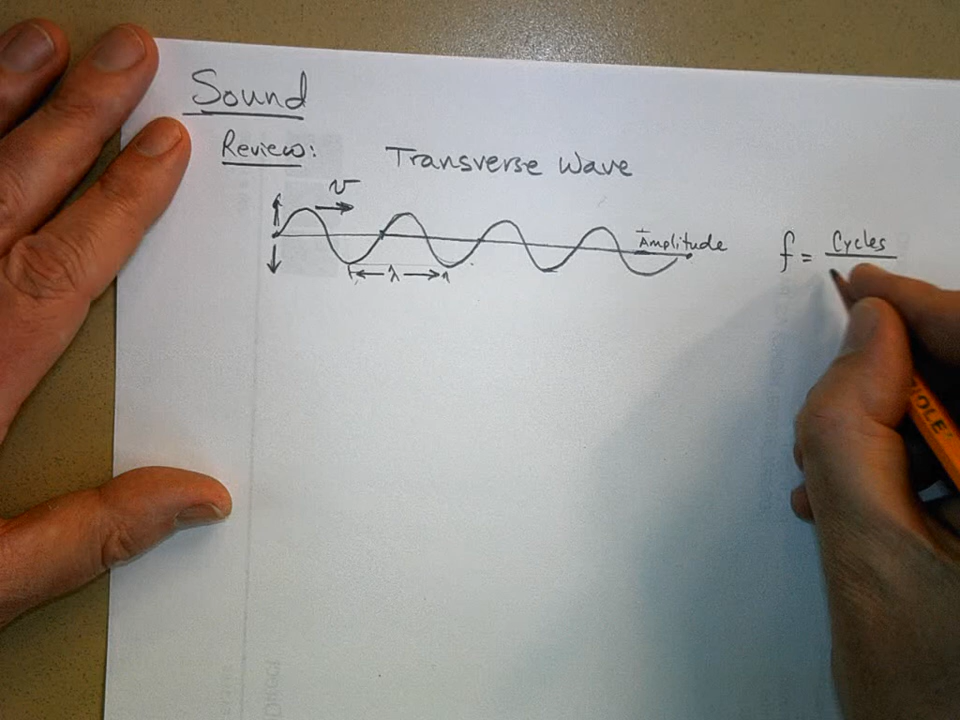 Sound
Review: Transverse Wave
v
Amplitude
f = Cycles
λ